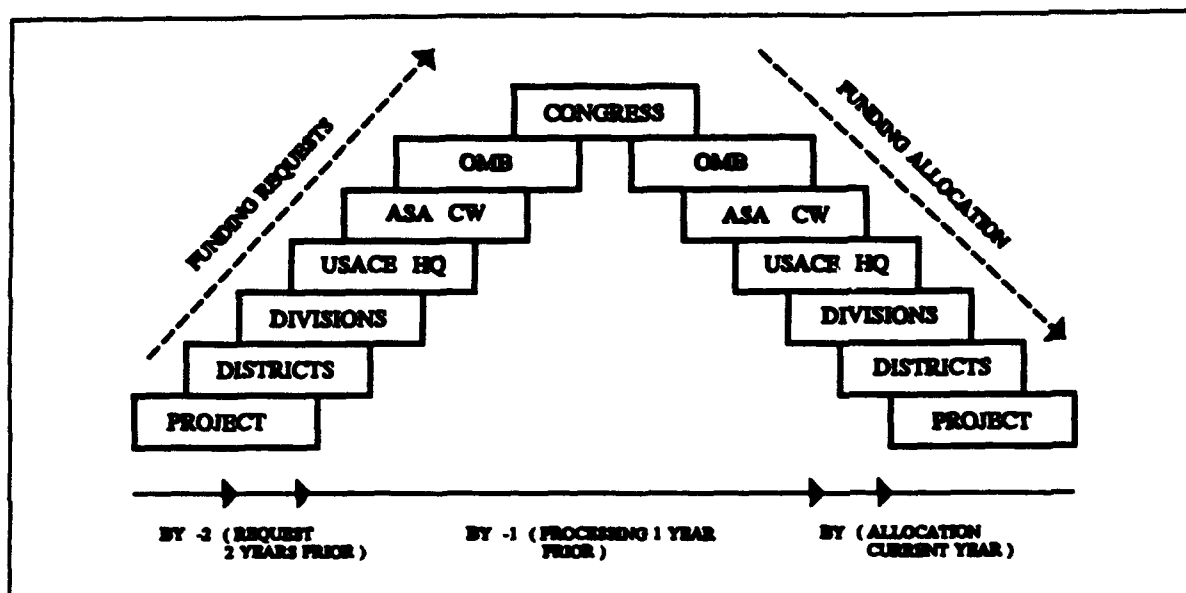 FUNDING REQUESTS
FUNDING ALLOCATION
CONGRESS
OMB
OMB
ASA CW
ASA CW
USACE HQ
USACE HQ
DIVISIONS
DIVISIONS
DISTRICTS
DISTRICTS
PROJECT
PROJECT
BY -2 ( REQUEST
2 YEARS PRIOR )
BY -1 ( PROCESSING 1 YEAR
PRIOR )
BY ( ALLOCATION
CURRENT YEAR )